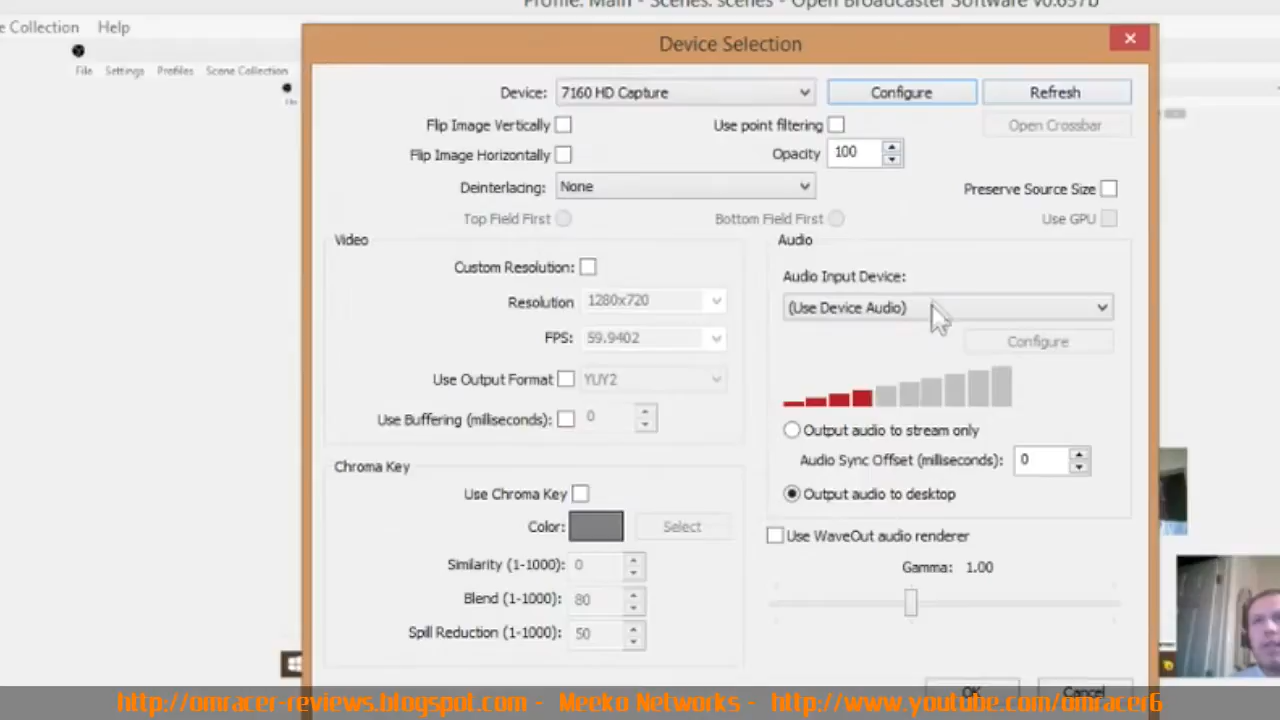 Profile: Main - Scenes: scenes - Open Broadcaster Software v0.657b
e Collection Help
File Settings Profiles Scene Collection
Device Selection
Device: 7160 HD Capture Configure Refresh
Flip Image Vertically Use point filtering Open Crossbar
Flip Image Horizontally Opacity 100
Deinterlacing: None Preserve Source Size
Top Field First Bottom Field First Use GPU
Video
Custom Resolution:
Resolution 1280x720
FPS: 59.9402
Use Output Format YUY2
Use Buffering (milliseconds): 0
Audio
Audio Input Device:
(Use Device Audio)
Configure
Output audio to stream only
Audio Sync Offset (milliseconds): 0
Output audio to desktop
Chroma Key
Use Chroma Key
Color: Select
Similarity (1-1000): 0
Blend (1-1000): 80
Spill Reduction (1-1000): 50
Use WaveOut audio renderer
Gamma: 1.00
OK Cancel
http://omracer-reviews.blogspot.com - Meeko Networks - http://www.youtube.com/omracer6